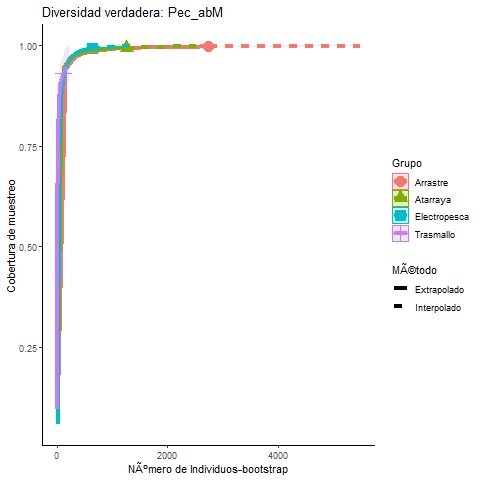 Diversidad verdadera: Pec_abM
1.00
0.75
0.50
0.25
Cobertura de muestreo
0
2000
4000
NÃºmero de Individuos-bootstrap
Grupo
Arrastre
Atarraya
Electropesca
Trasmallo
MÃ©todo
Extrapolado
Interpolado